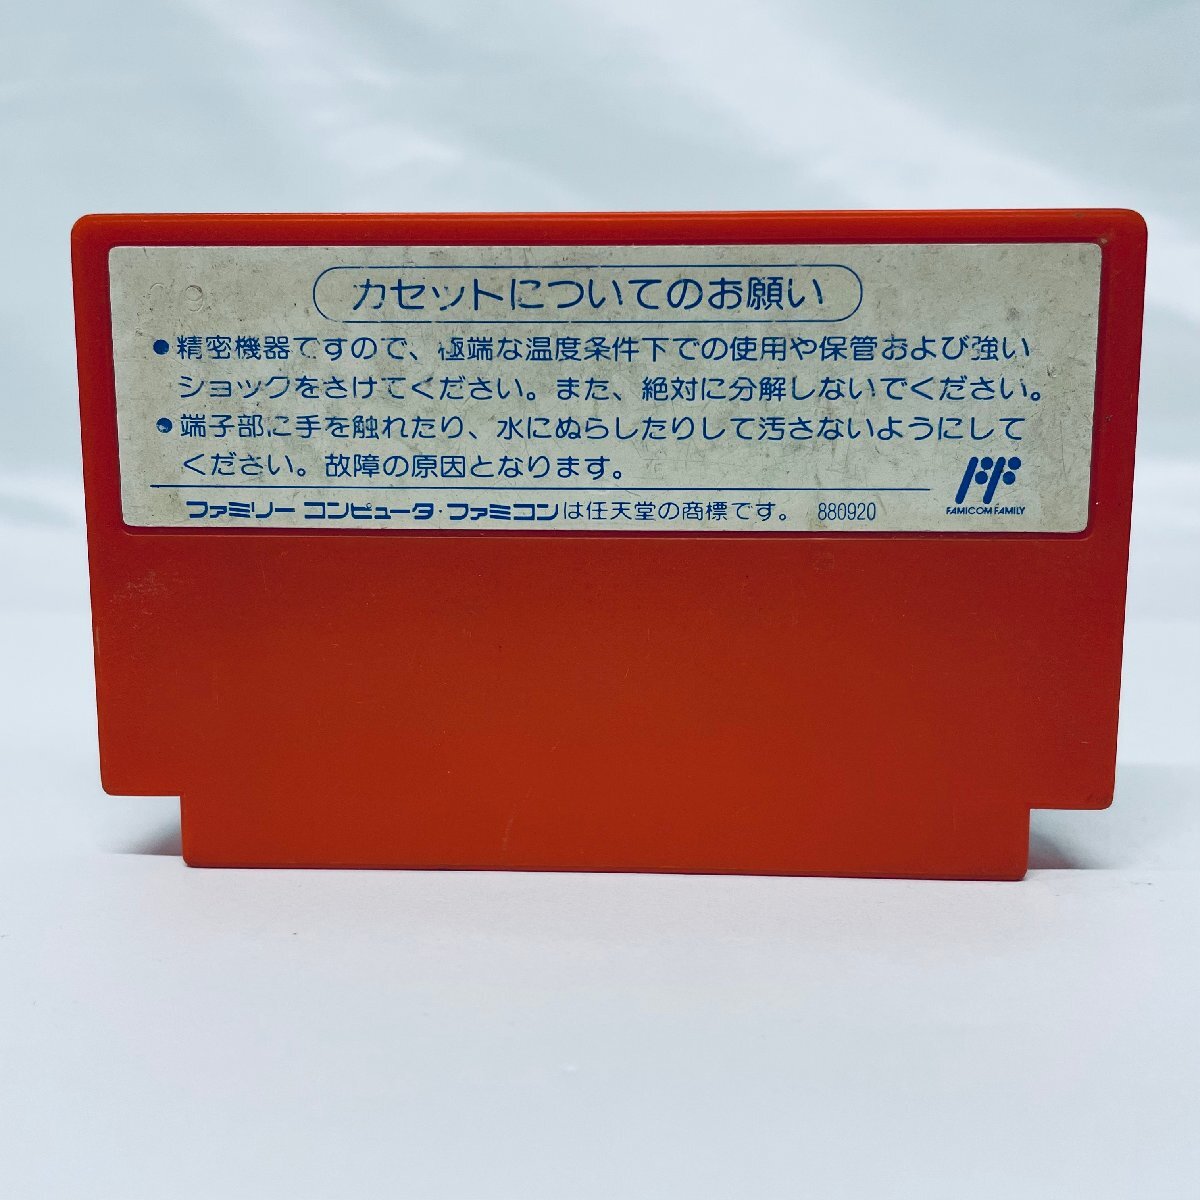 カセットについてのお願い
●精密機器ですので、極端な温度条件下での使用や保管および強い
ショックをさけてください。また、絶対に分解しないでください。
●端子部に手を触れたり、水にぬらしたりして汚さないようにして
ください。故障の原因となります。
ファミリー コンピュータ・ファミコンは任天堂の商標です。 880920
FAMICOM FAMILY